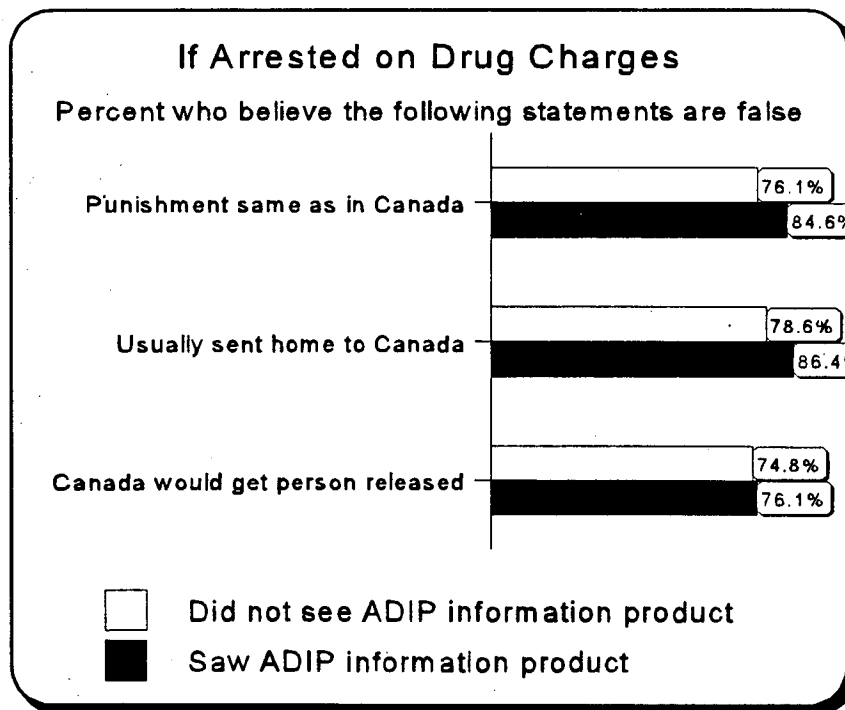 If Arrested on Drug Charges
Percent who believe the following statements are false
Punishment same as in Canada
76.1%
84.6%
Usually sent home to Canada
78.6%
86.4%
Canada would get person released
74.8%
76.1%
Did not see ADIP information product
Saw ADIP information product